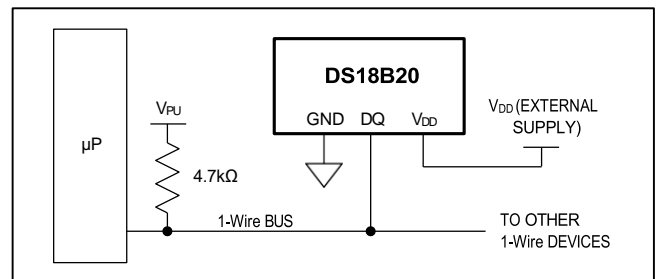 DS18B20
GND DQ VDD
VPU
VDD (EXTERNAL
SUPPLY)
µP
4.7kΩ
1-Wire BUS
TO OTHER
1-Wire DEVICES